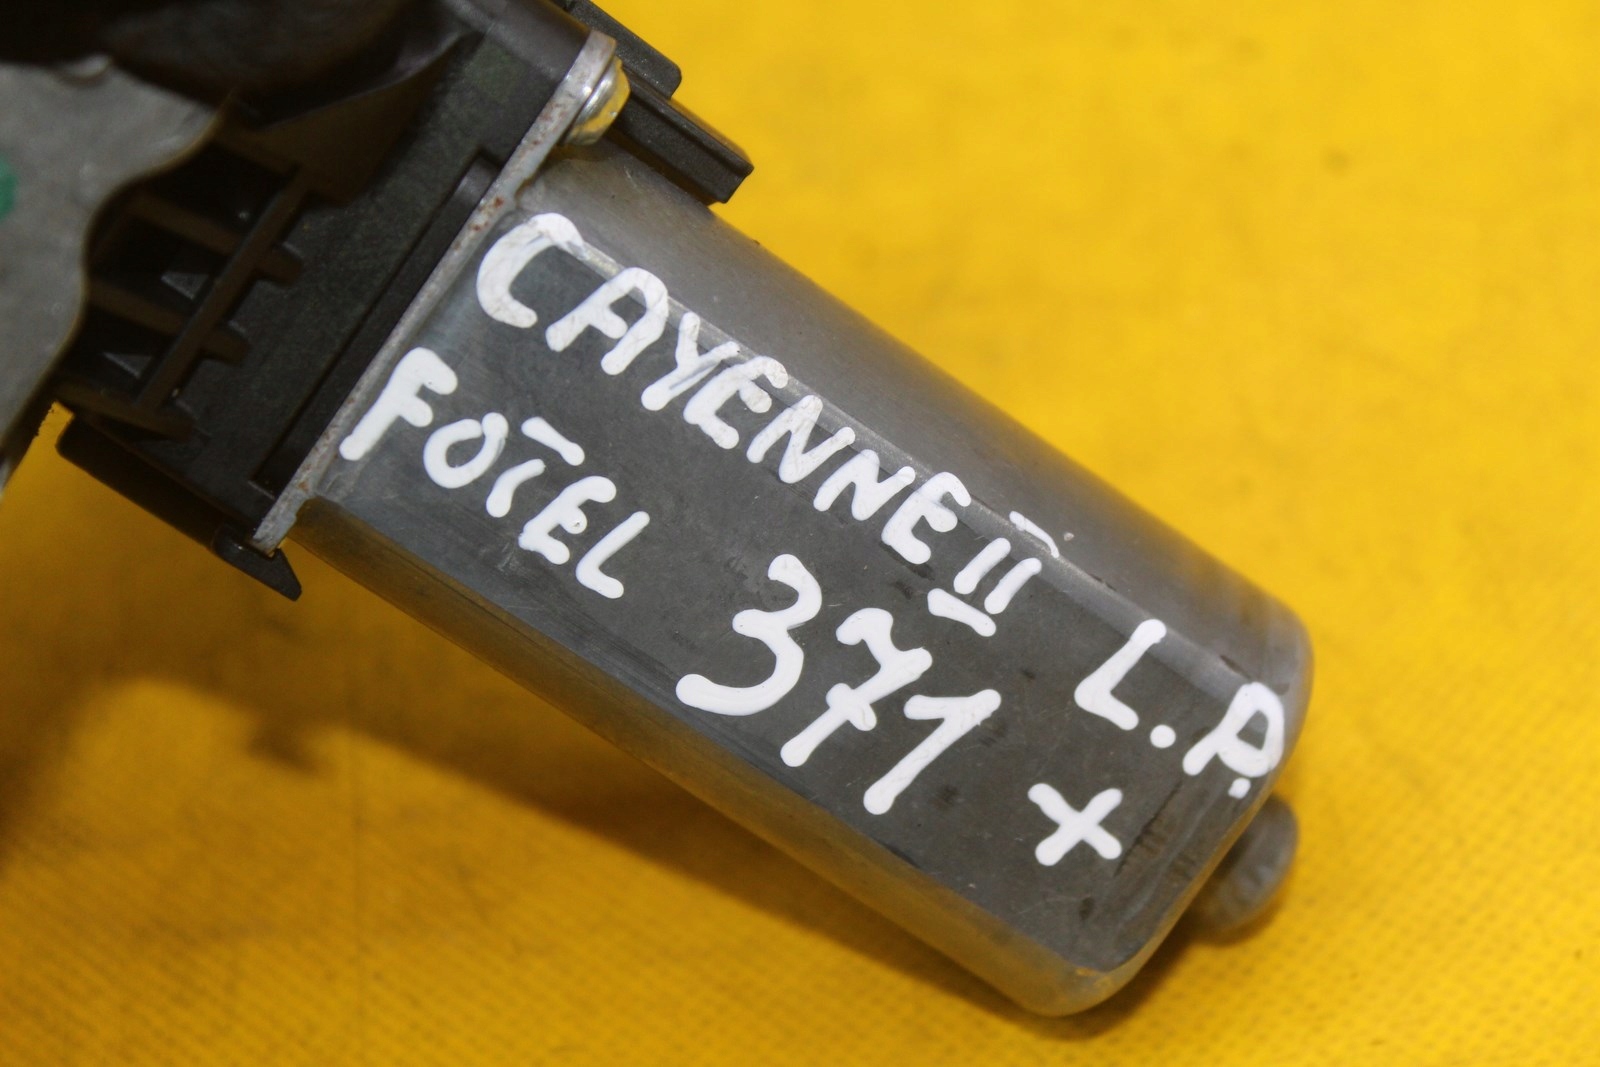 CAYENNE II L.P.
FOTEL
371 +